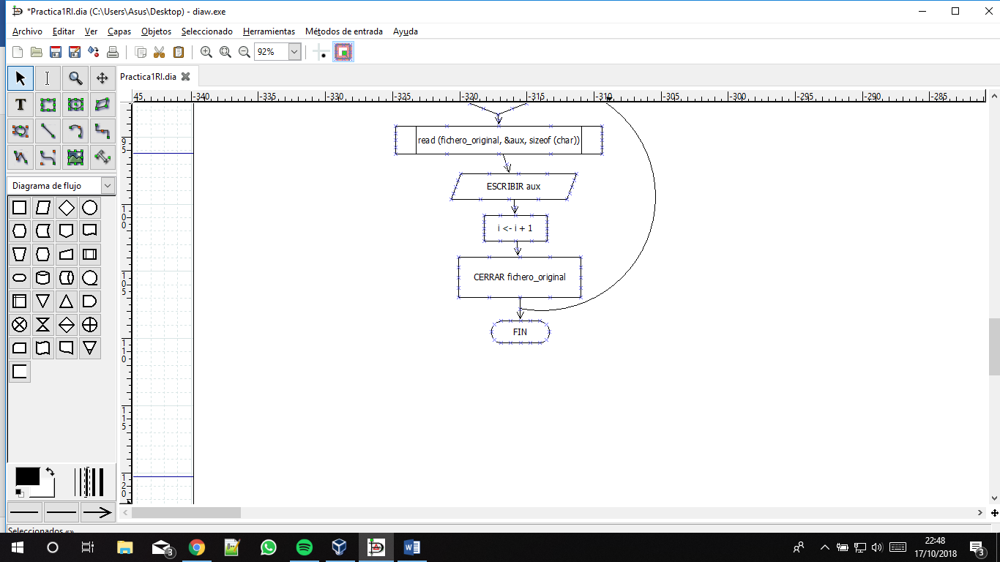 *Practica1RI.dia (C:\Users\Asus\Desktop) - diaw.exe
Archivo Editar Ver Capas Objetos Seleccionado Herramientas Métodos de entrada Ayuda
92%
Practica1RI.dia
45 -340 -335 -330 -325 -320 -315 -310 -305 -300 -295 -290 -285
T
Diagrama de flujo
95
100
105
110
115
120
read (fichero_original, &aux, sizeof (char))
ESCRIBIR aux
i <- i + 1
CERRAR fichero_original
FIN
Seleccionados «»
3
22:48
17/10/2018
3